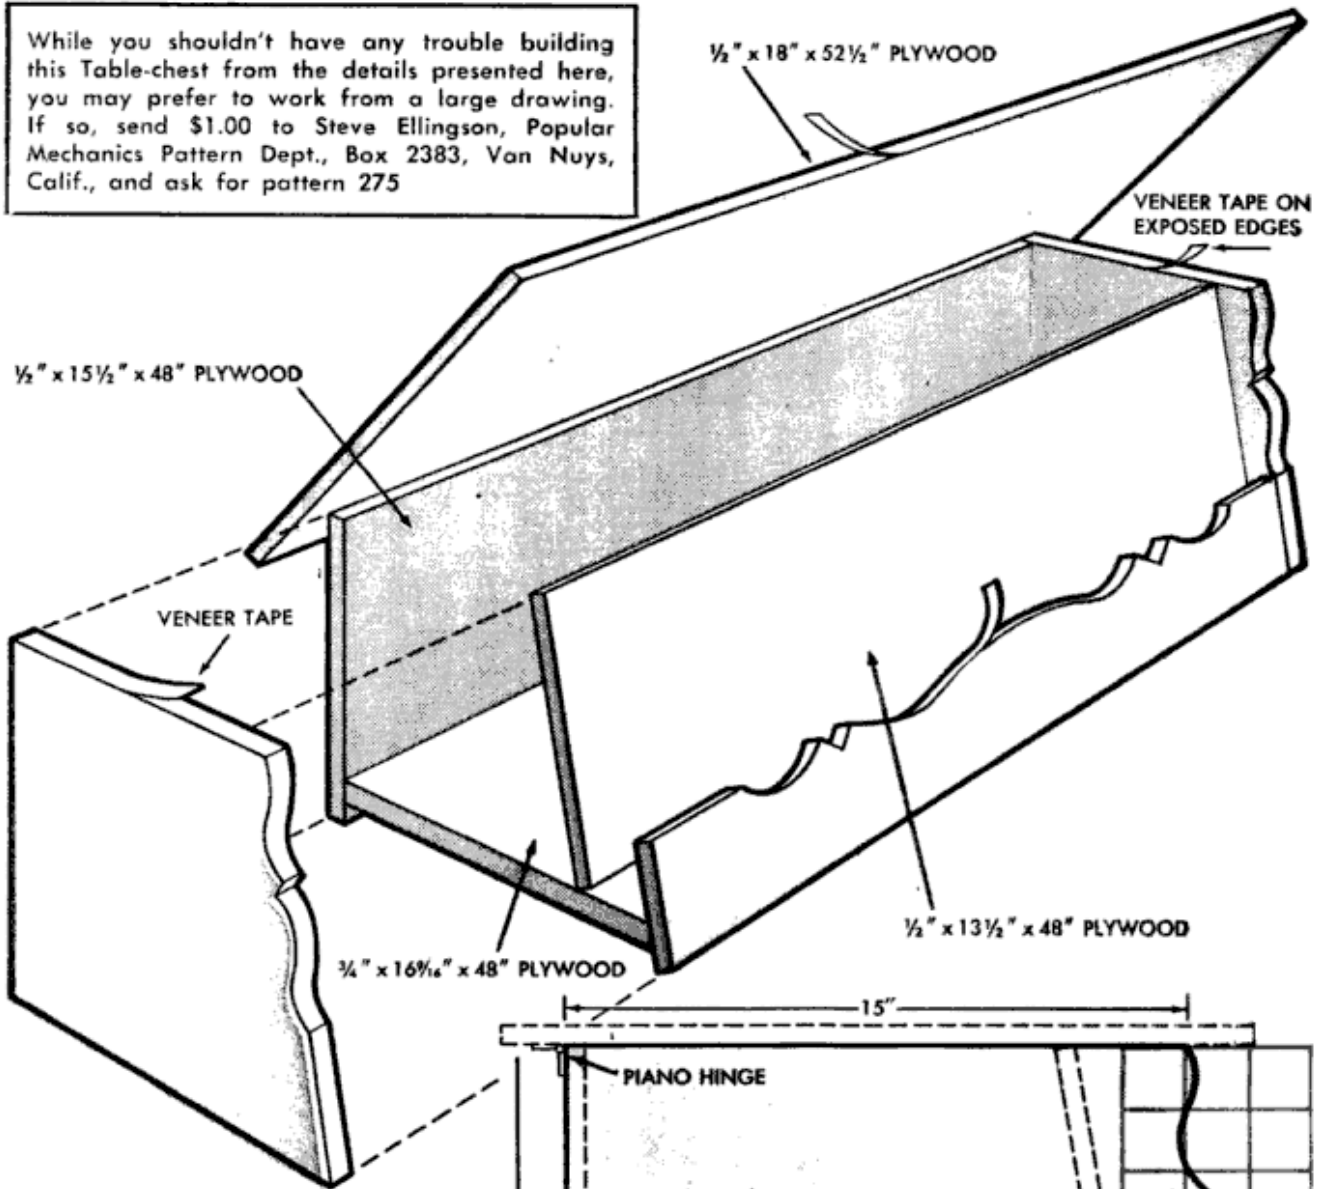 While you shouldn't have any trouble building
this Table-chest from the details presented here,
you may prefer to work from a large drawing.
If so, send $1.00 to Steve Ellingson, Popular
Mechanics Pattern Dept., Box 2383, Van Nuys,
Calif., and ask for pattern 275
½" x 18" x 52½" PLYWOOD
VENEER TAPE ON
EXPOSED EDGES
½" x 15½" x 48" PLYWOOD
VENEER TAPE
½" x 13½" x 48" PLYWOOD
¾" x 16⁹⁄₁₆" x 48" PLYWOOD
15"
PIANO HINGE